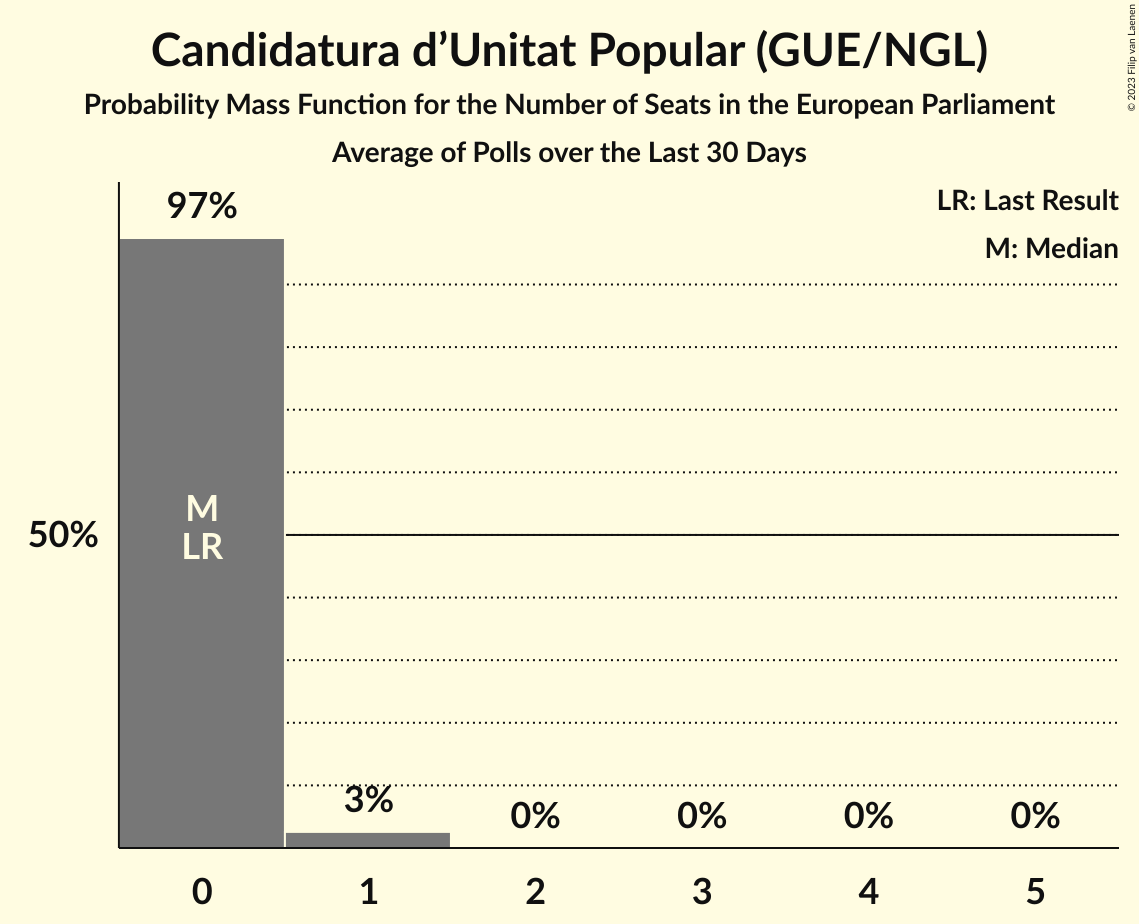 Candidatura d’Unitat Popular (GUE/NGL)
Probability Mass Function for the Number of Seats in the European Parliament
Average of Polls over the Last 30 Days
© 2023 Filip van Laenen
LR: Last Result
M: Median
97%
M
LR
50%
3%
0%
0%
0%
0%
0
1
2
3
4
5